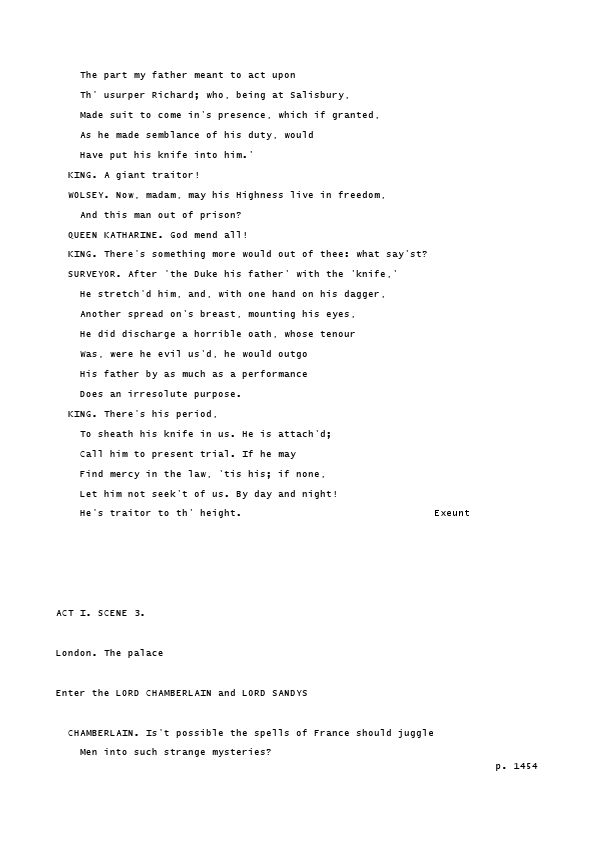 The part my father meant to act upon
Th' usurper Richard; who, being at Salisbury,
Made suit to come in's presence, which if granted,
As he made semblance of his duty, would
Have put his knife into him.'
KING. A giant traitor!
WOLSEY. Now, madam, may his Highness live in freedom,
And this man out of prison?
QUEEN KATHARINE. God mend all!
KING. There's something more would out of thee: what say'st?
SURVEYOR. After 'the Duke his father' with the 'knife,'
He stretch'd him, and, with one hand on his dagger,
Another spread on's breast, mounting his eyes,
He did discharge a horrible oath, whose tenour
Was, were he evil us'd, he would outgo
His father by as much as a performance
Does an irresolute purpose.
KING. There's his period,
To sheath his knife in us. He is attach'd;
Call him to present trial. If he may
Find mercy in the law, 'tis his; if none,
Let him not seek't of us. By day and night!
He's traitor to th' height. Exeunt
ACT I. SCENE 3.
London. The palace
Enter the LORD CHAMBERLAIN and LORD SANDYS
CHAMBERLAIN. Is't possible the spells of France should juggle
Men into such strange mysteries?
p. 1454